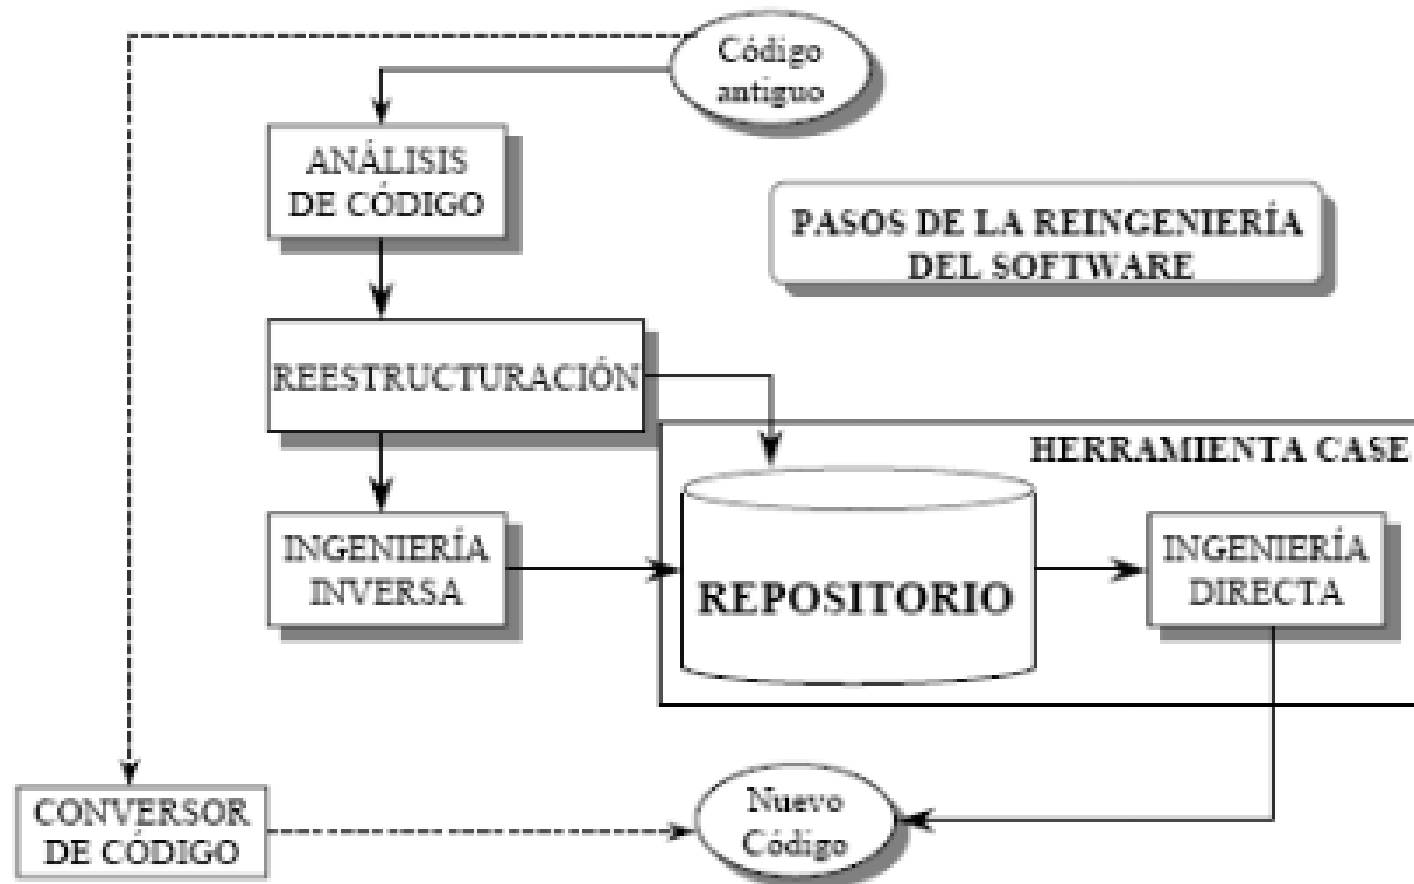 Código
antiguo
ANÁLISIS
DE CÓDIGO
PASOS DE LA REINGENIERÍA
DEL SOFTWARE
REESTRUCTURACIÓN
HERRAMIENTA CASE
INGENIERÍA
INVERSA
REPOSITORIO
INGENIERÍA
DIRECTA
CONVERSOR
DE CÓDIGO
Nuevo
Código